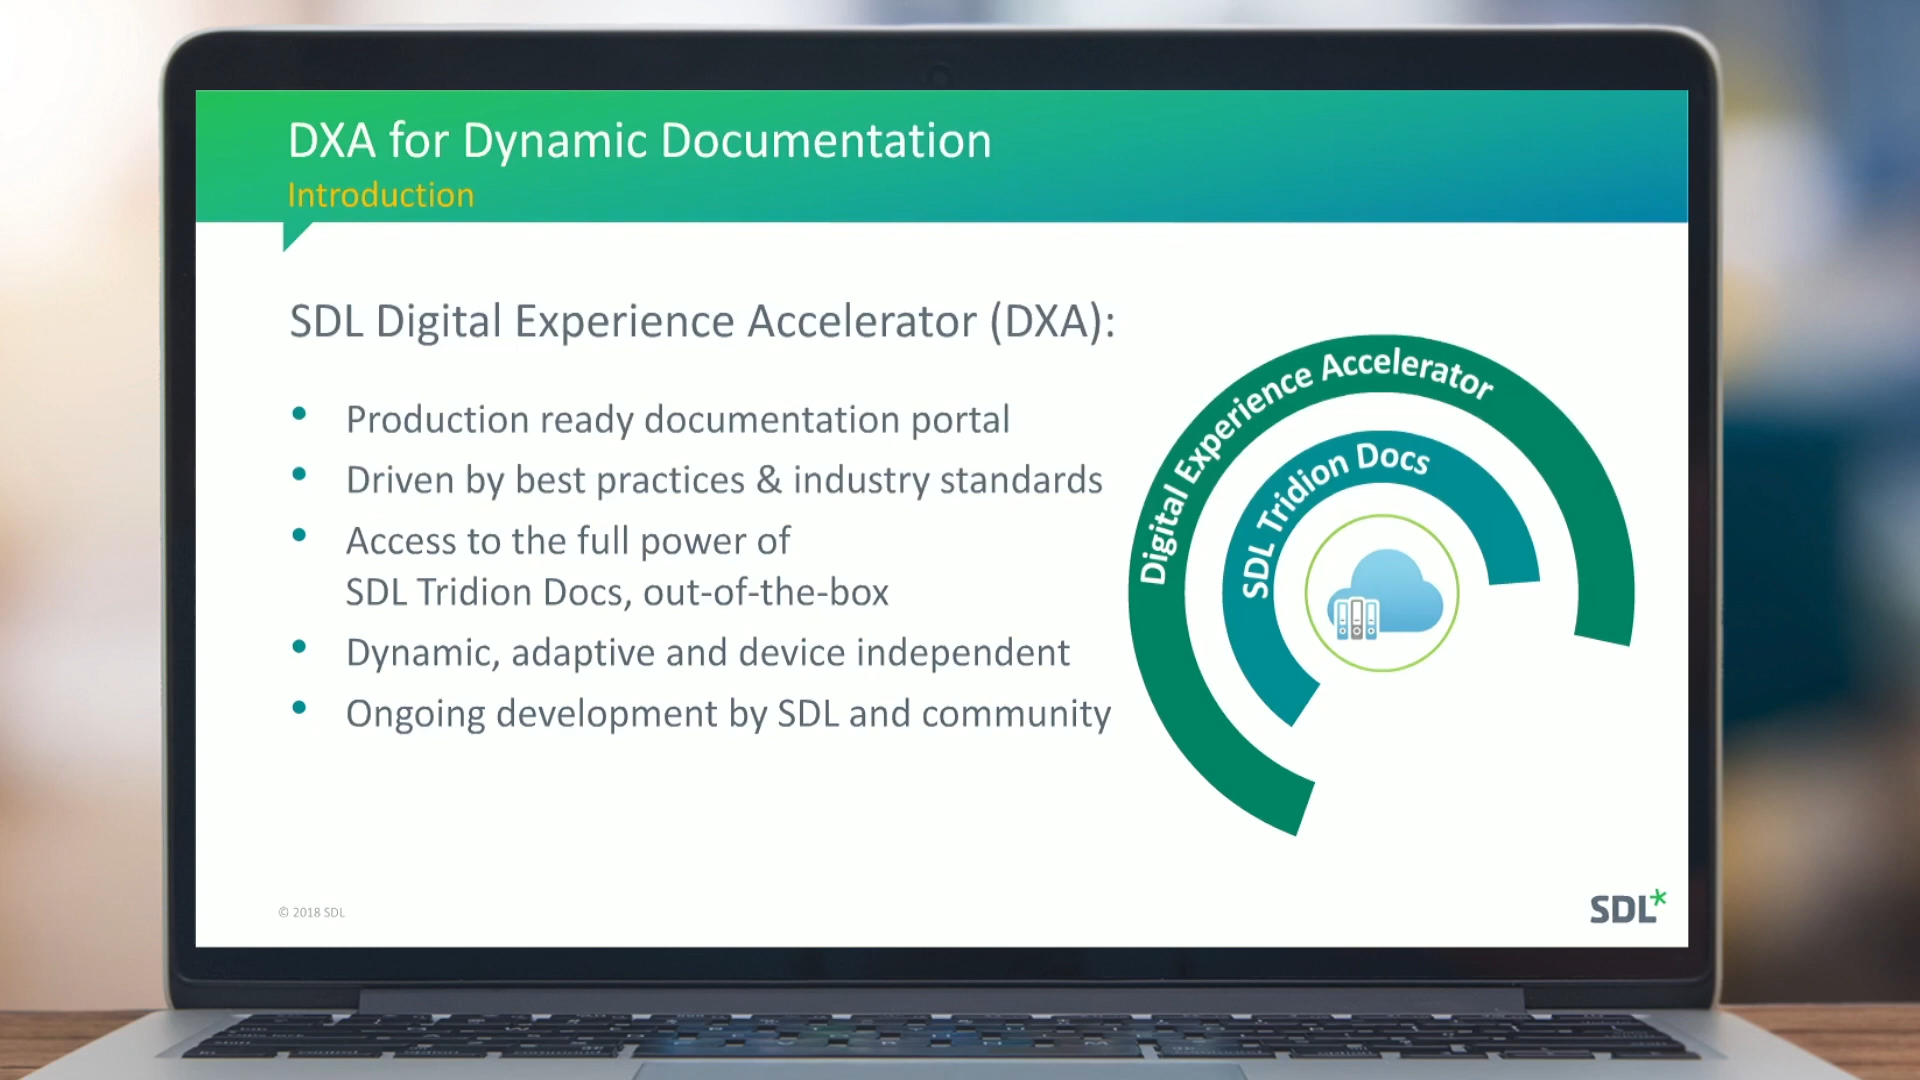 DXA for Dynamic Documentation
Introduction
SDL Digital Experience Accelerator (DXA):
• Production ready documentation portal
• Driven by best practices & industry standards
• Access to the full power of
SDL Tridion Docs, out-of-the-box
• Dynamic, adaptive and device independent
• Ongoing development by SDL and community
Digital Experience Accelerator
SDL Tridion Docs
© 2018 SDL
SDL*